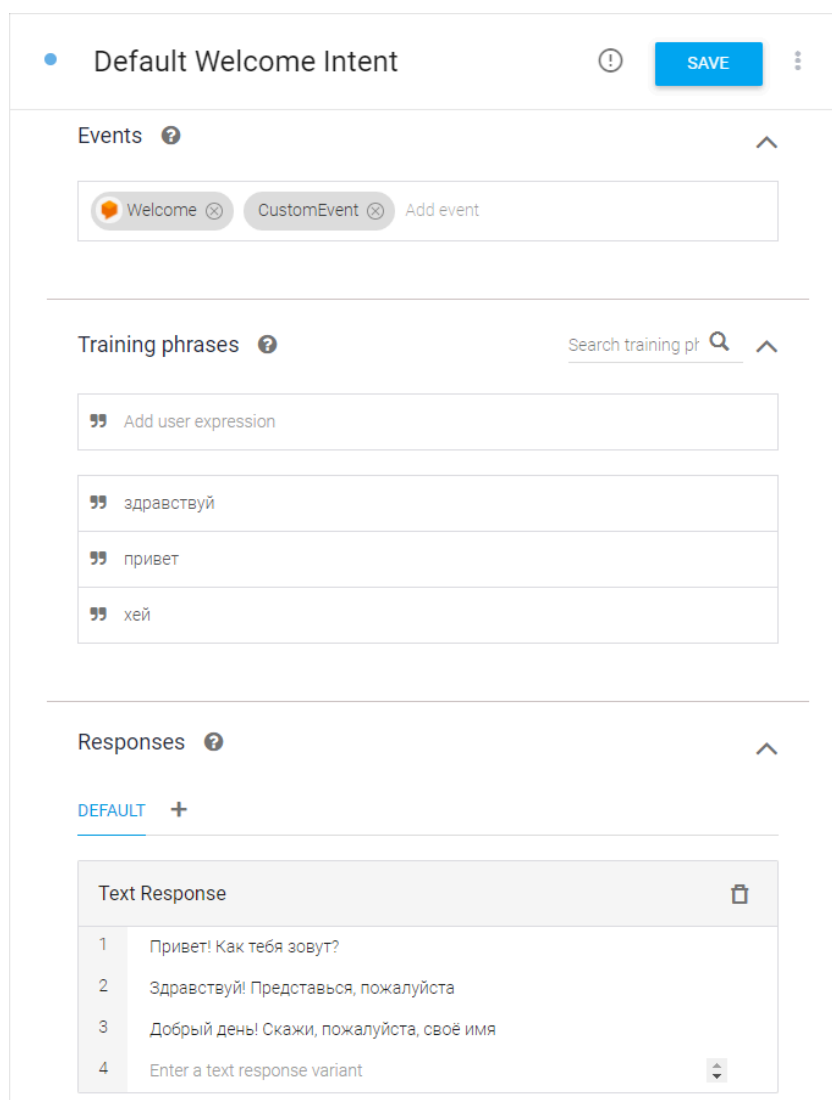 Default Welcome Intent SAVE
Events
Welcome CustomEvent Add event
Training phrases Search training ph
Add user expression
здравствуй
привет
хей
Responses
DEFAULT +
Text Response
1 Привет! Как тебя зовут?
2 Здравствуй! Представься, пожалуйста
3 Добрый день! Скажи, пожалуйста, своё имя
4 Enter a text response variant